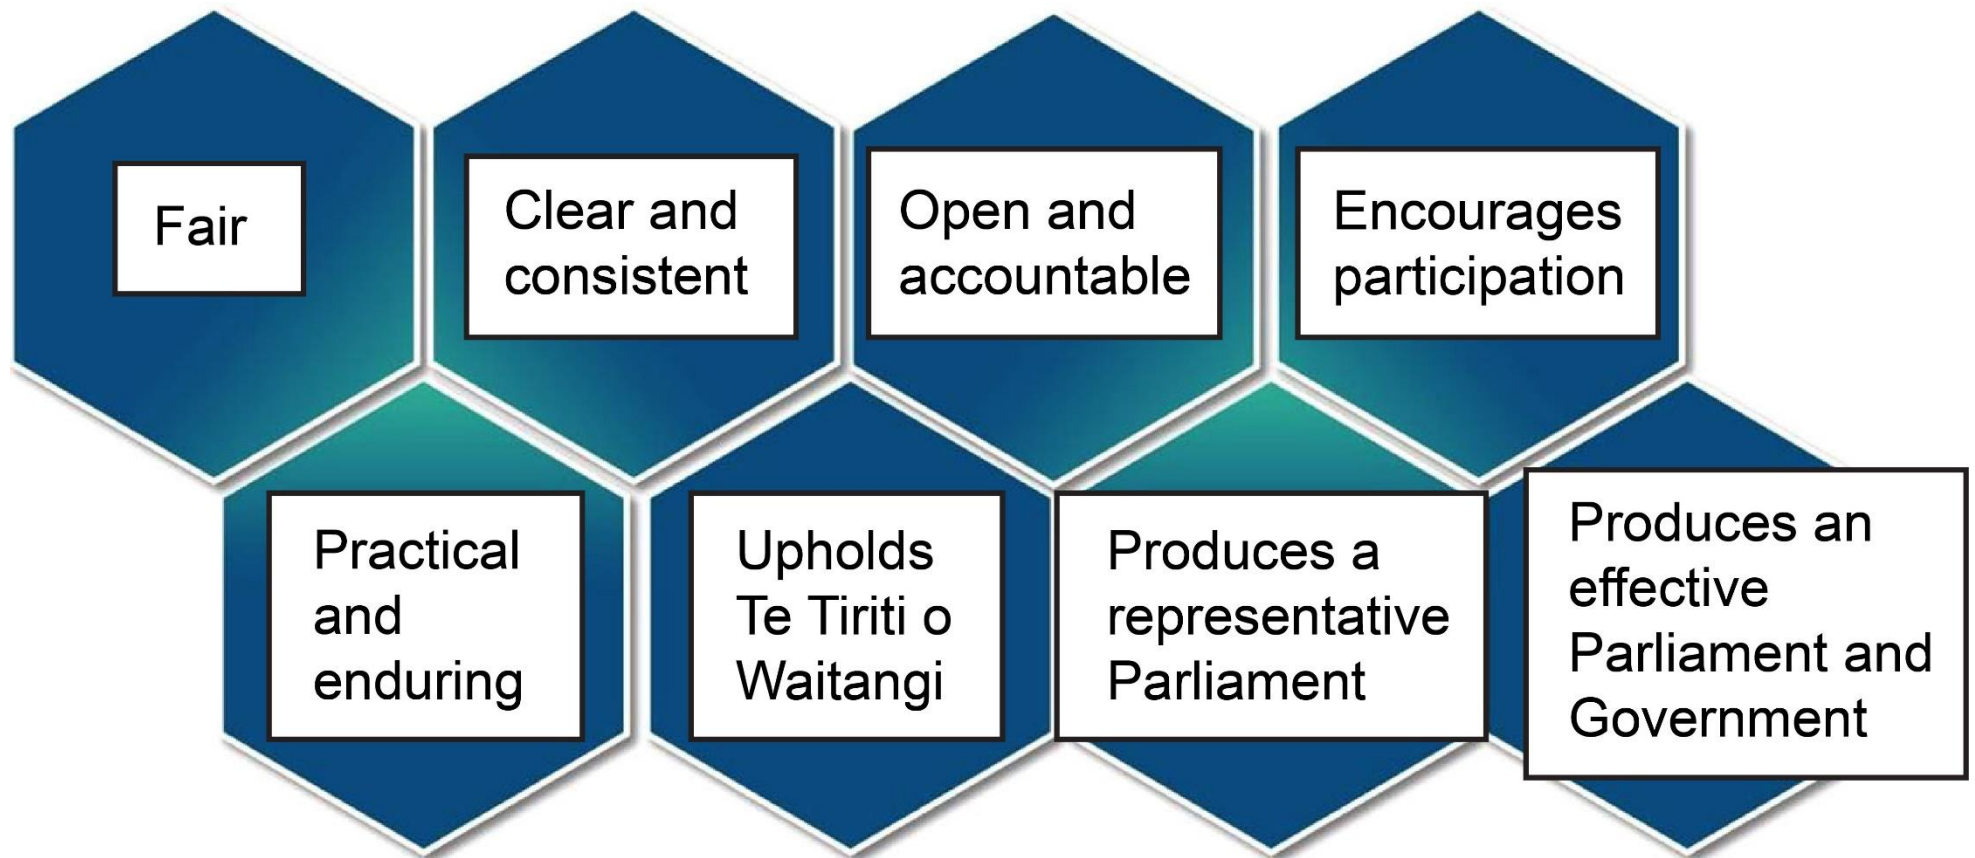 Fair
Clear and
consistent
Open and
accountable
Encourages
participation
Practical
and
enduring
Upholds
Te Tiriti o
Waitangi
Produces a
representative
Parliament
Produces an
effective
Parliament and
Government